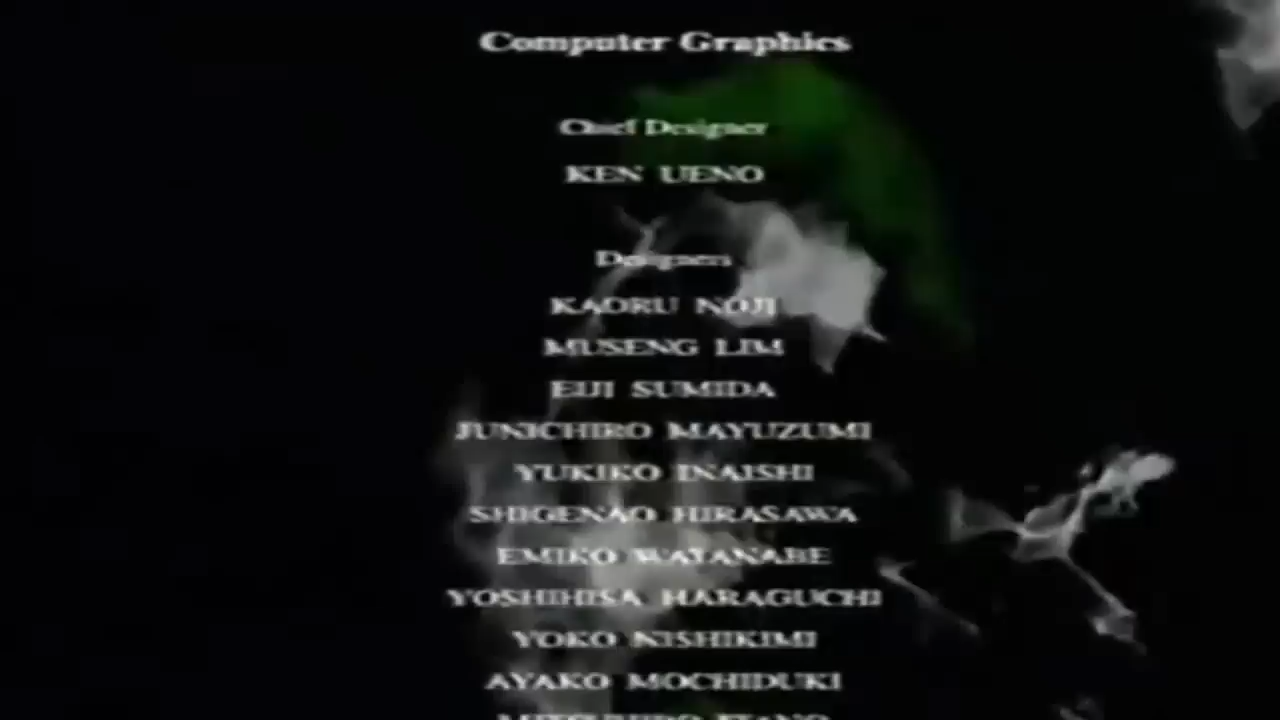 Computer Graphics
Chief Designer
KEN UENO
Designers
KAORU NOJI
MUSENG LIM
EIJI SUMIDA
JUNICHIRO MAYUZUMI
YUKIKO INAISHI
SHIGENAO HIRASAWA
EMIKO WATANABE
YOSHIHISA HARAGUCHI
YOKO NISHIKIMI
AYAKO MOCHIDUKI